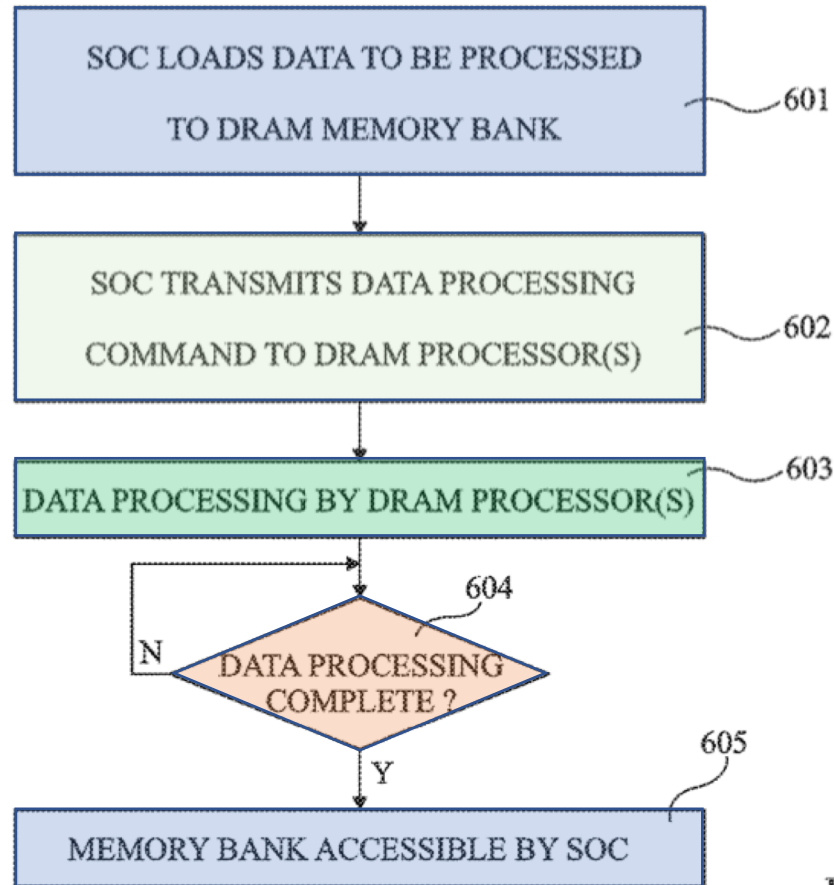 SOC LOADS DATA TO BE PROCESSED
TO DRAM MEMORY BANK
601
SOC TRANSMITS DATA PROCESSING
COMMAND TO DRAM PROCESSOR(S)
602
DATA PROCESSING BY DRAM PROCESSOR(S)
603
604
N
DATA PROCESSING
COMPLETE ?
Y
605
MEMORY BANK ACCESSIBLE BY SOC